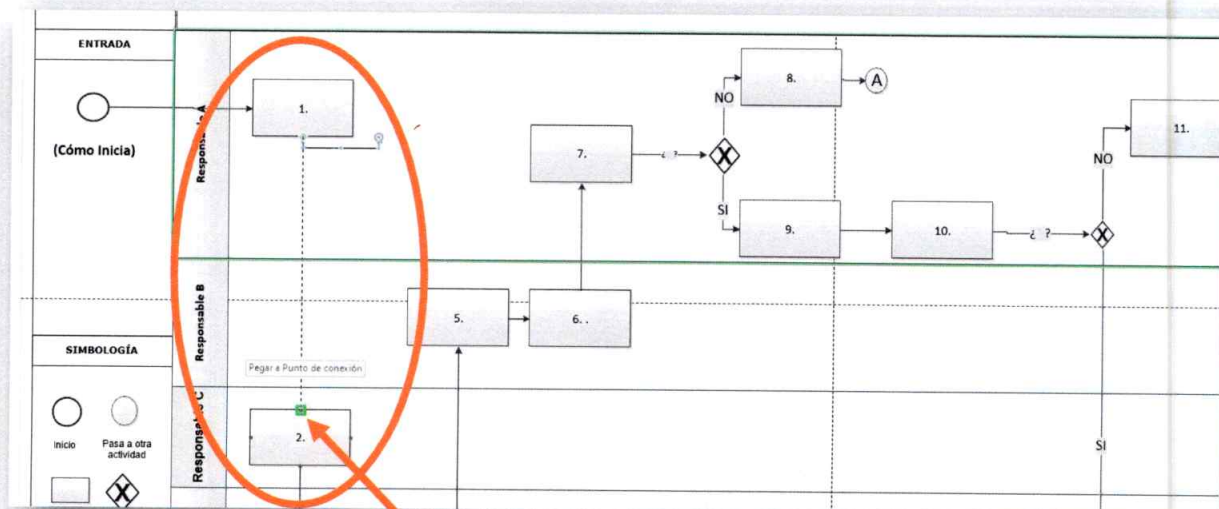 ENTRADA
(Cómo Inicia)
Responsable A
1.
7.
¿ ?
NO
SI
8.
A
9.
10.
¿ ?
NO
SI
11.
Responsable B
5.
6. .
Pegar a Punto de conexión
Responsable C
2.
SIMBOLOGÍA
Inicio
Pasa a otra
actividad